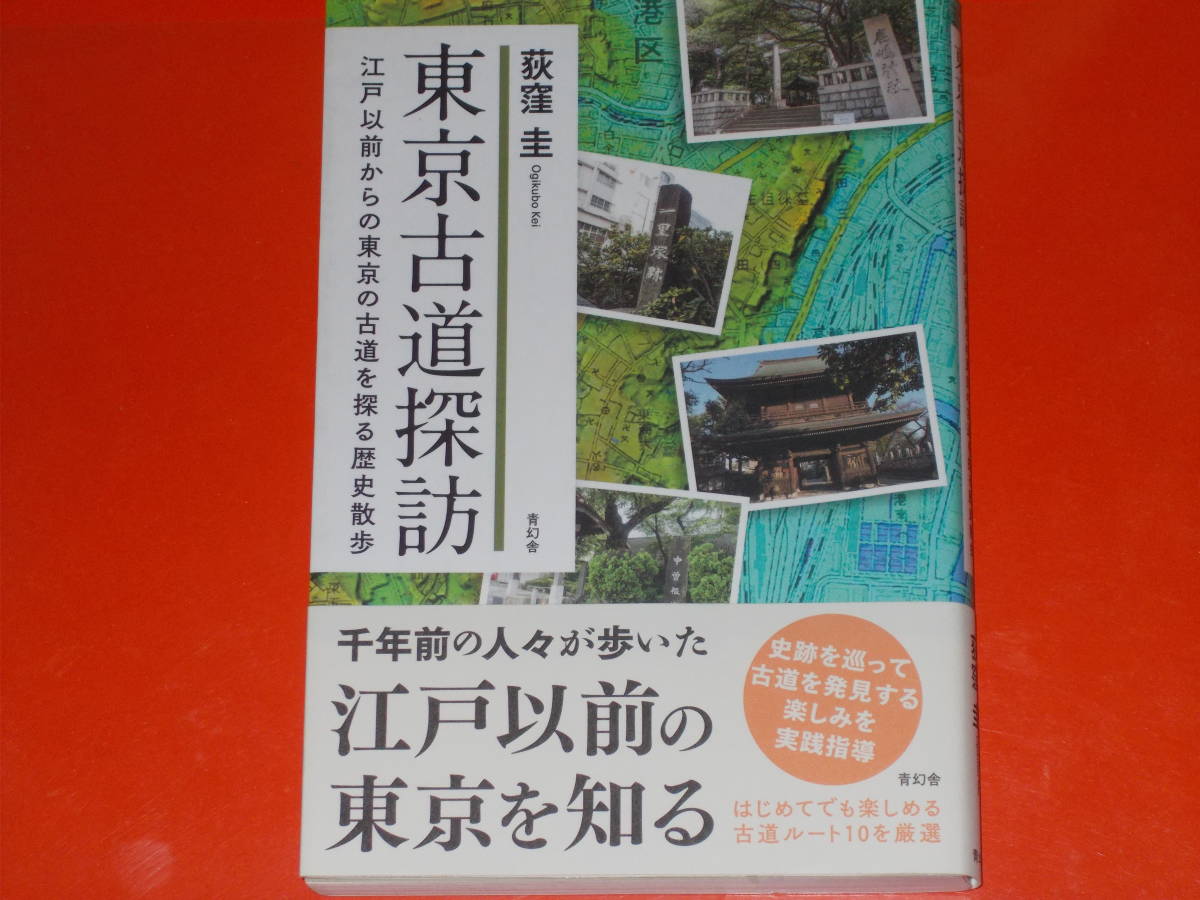 荻窪 圭
Ogikubo Kei
東京古道探訪
江戸以前からの東京の古道を探る歴史散歩
青幻舎
港区
一里塚跡
千年前の人々が歩いた
江戸以前の
東京を知る
史跡を巡って
古道を発見する
楽しみを
実践指導
青幻舎
はじめてでも楽しめる
古道ルート10を厳選